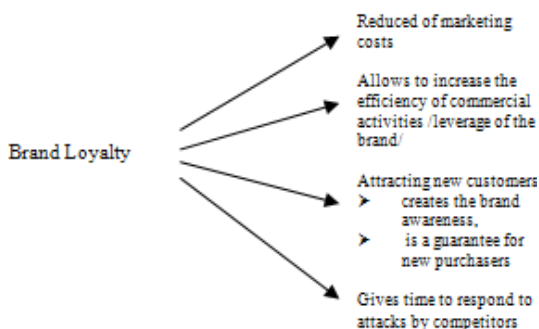 Reduced of marketing
costs
Allows to increase the
efficiency of commercial
activities /leverage of the
brand/
Brand Loyalty
Attracting new customers
➤ creates the brand
awareness,
➤ is a guarantee for
new purchasers
Gives time to respond to
attacks by competitors